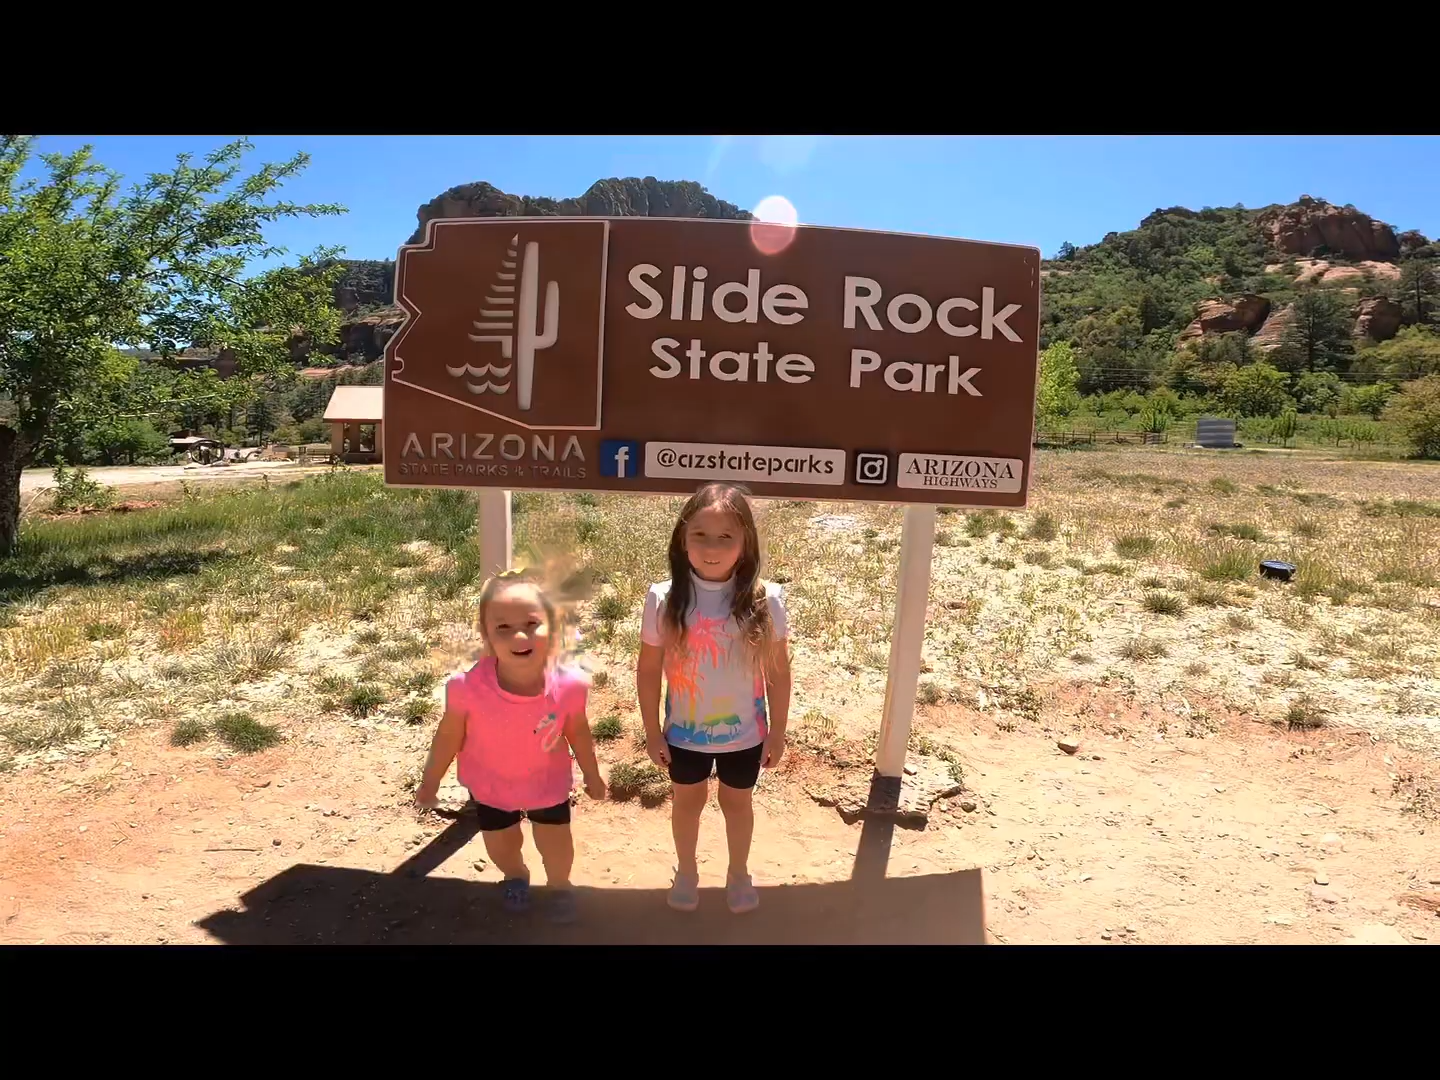 Slide Rock
State Park
ARIZONA
STATE PARKS & TRAILS
f
@azstateparks
ARIZONA
HIGHWAYS